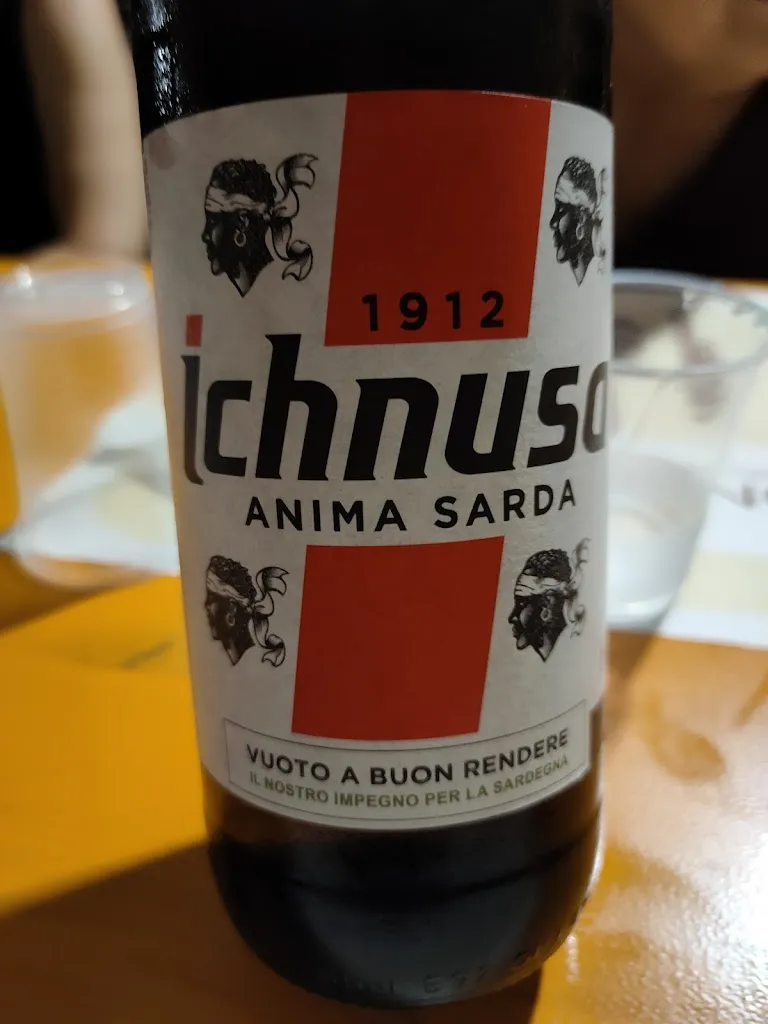 1912
ichnusa
ANIMA SARDA
VUOTO A BUON RENDERE
IL NOSTRO IMPEGNO PER LA SARDEGNA